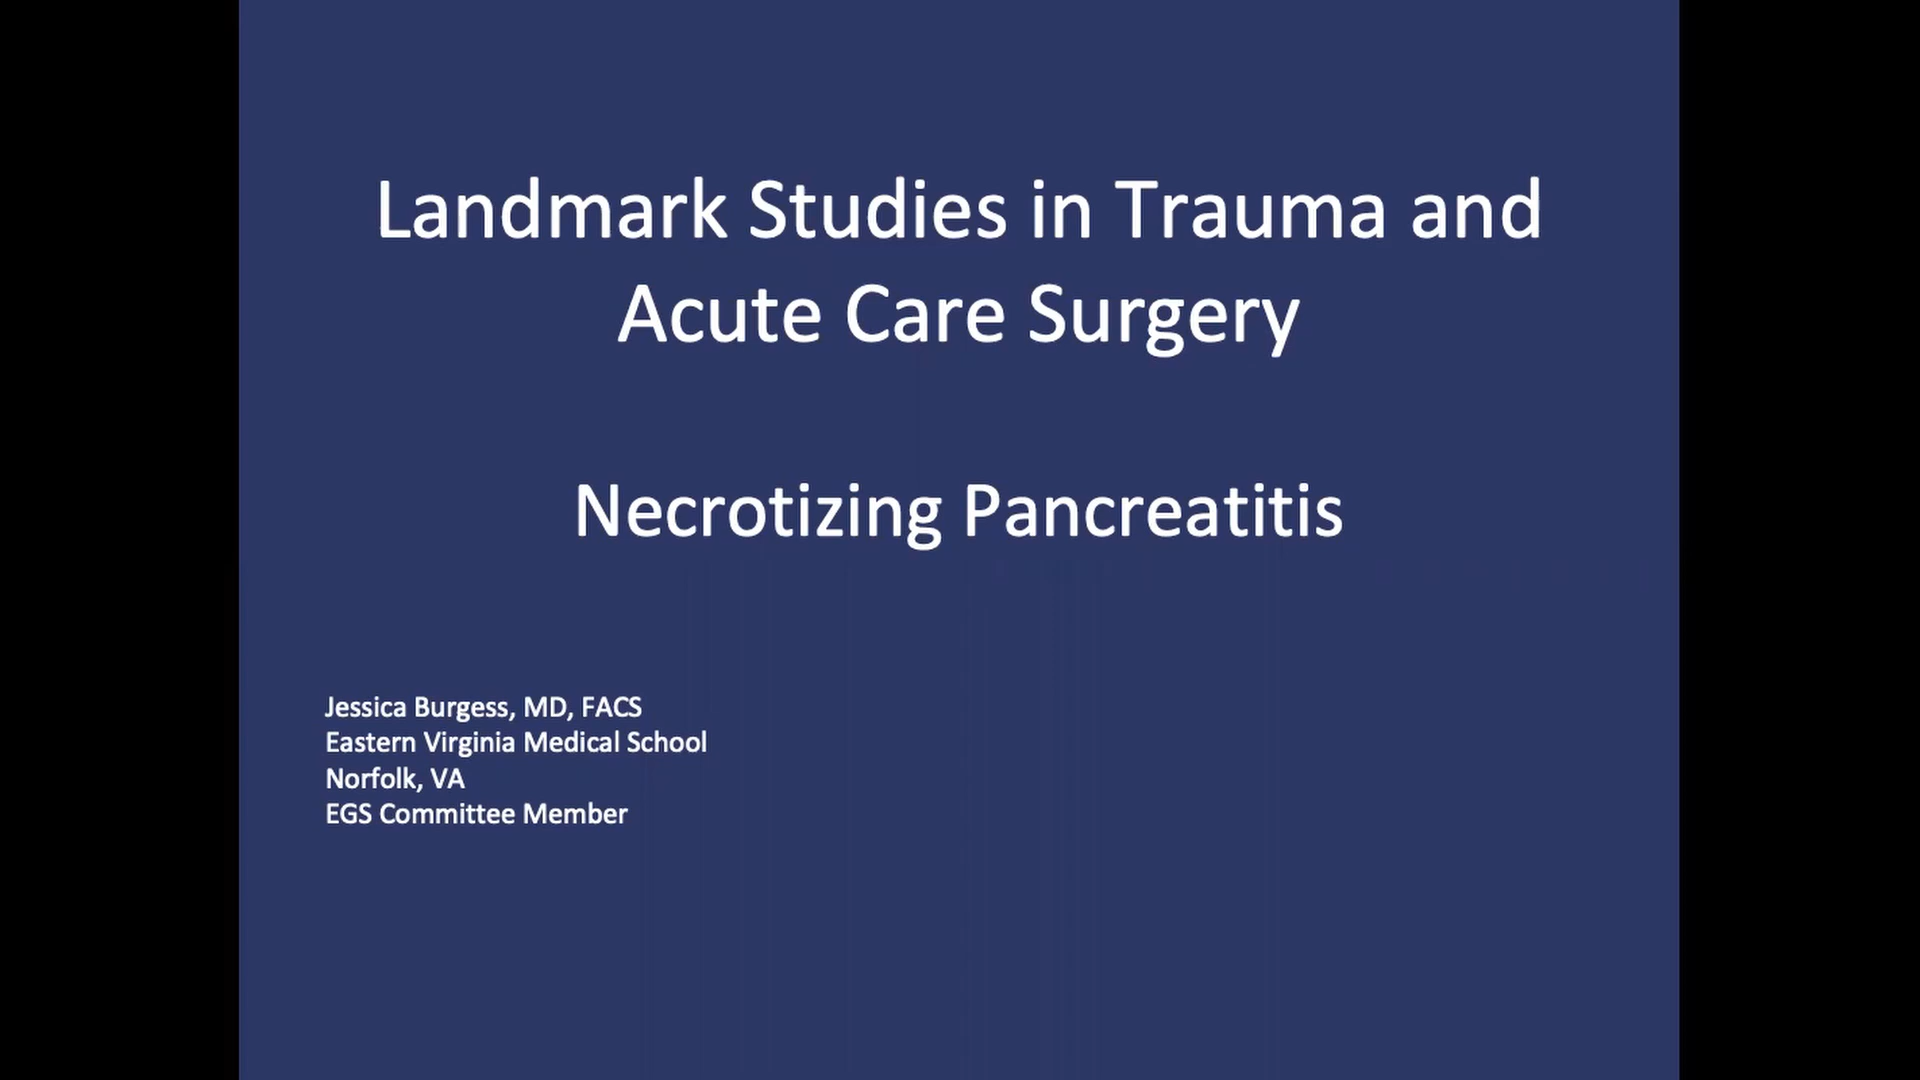 Landmark Studies in Trauma and
Acute Care Surgery
Necrotizing Pancreatitis
Jessica Burgess, MD, FACS
Eastern Virginia Medical School
Norfolk, VA
EGS Committee Member